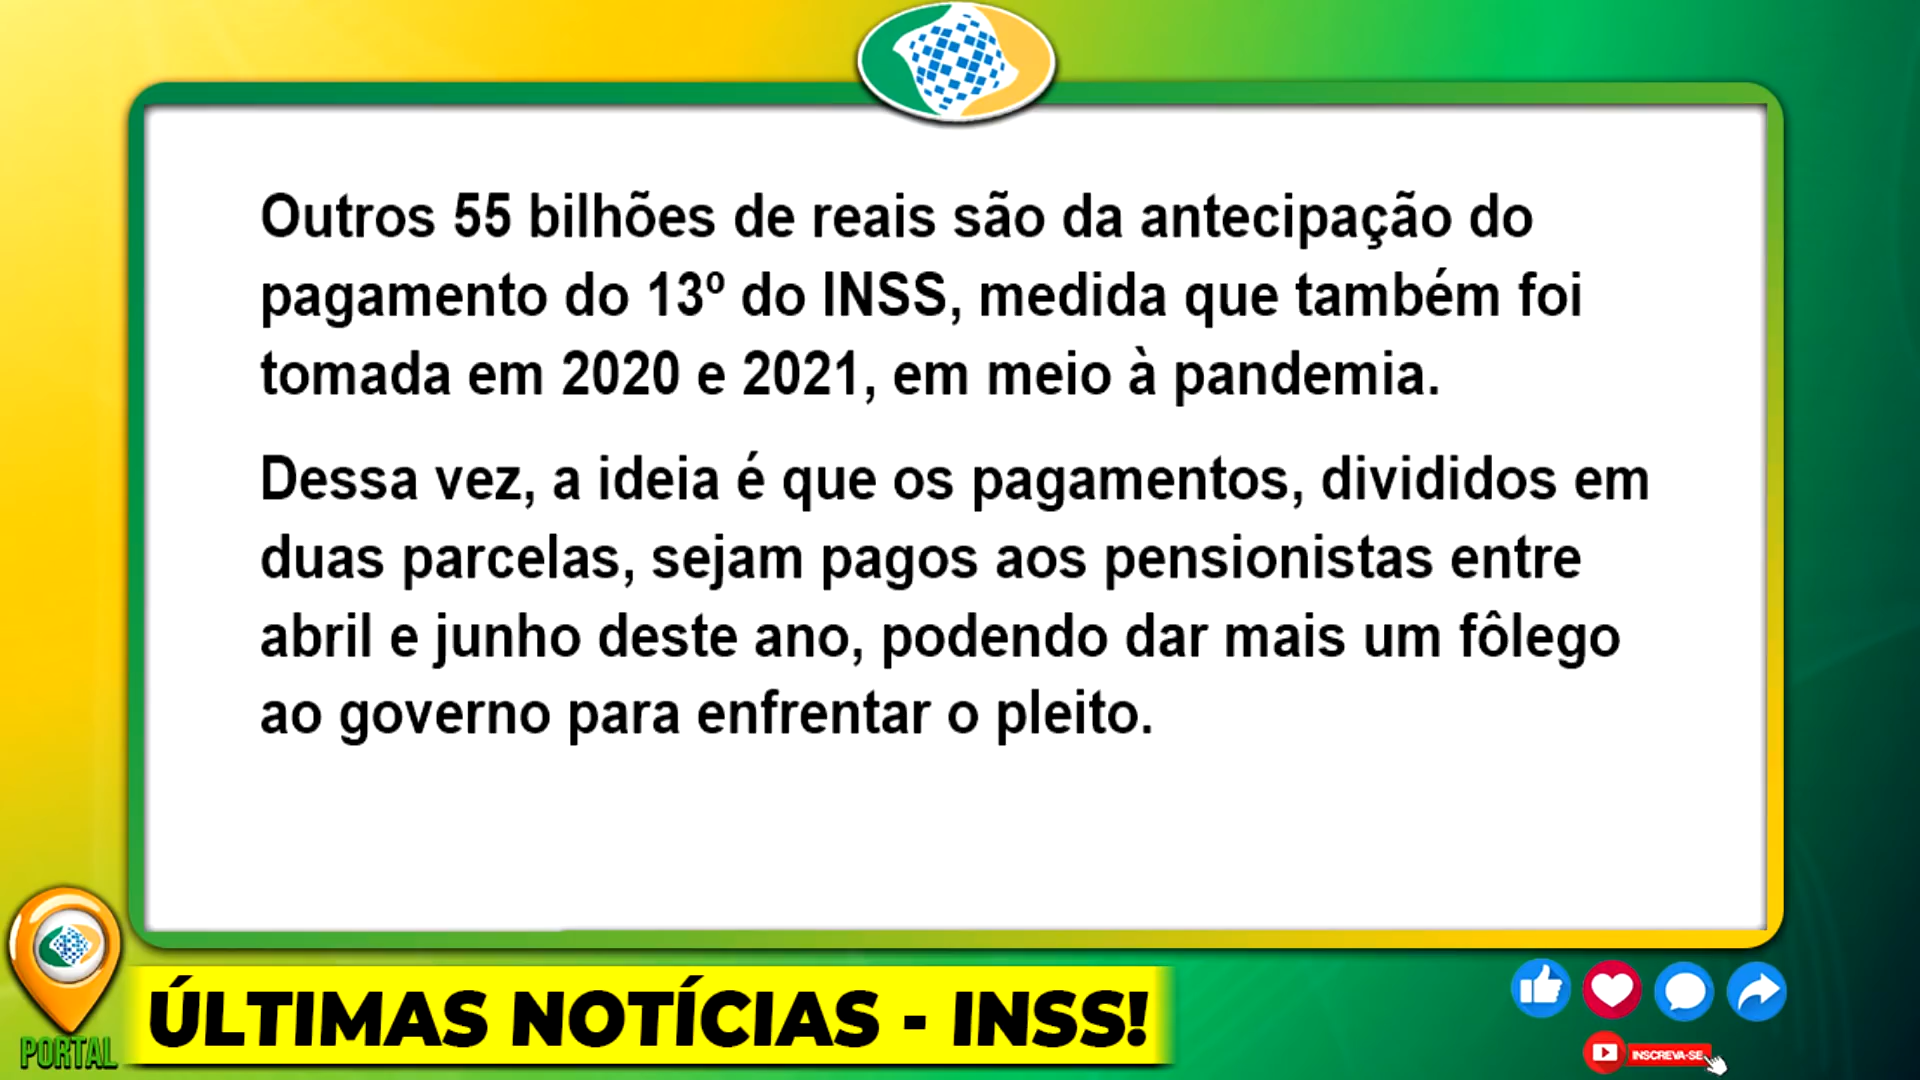 Outros 55 bilhões de reais são da antecipação do
pagamento do 13º do INSS, medida que também foi
tomada em 2020 e 2021, em meio à pandemia.
Dessa vez, a ideia é que os pagamentos, divididos em
duas parcelas, sejam pagos aos pensionistas entre
abril e junho deste ano, podendo dar mais um fôlego
ao governo para enfrentar o pleito.
ÚLTIMAS NOTÍCIAS - INSS!
PORTAL
INSCREVA-SE